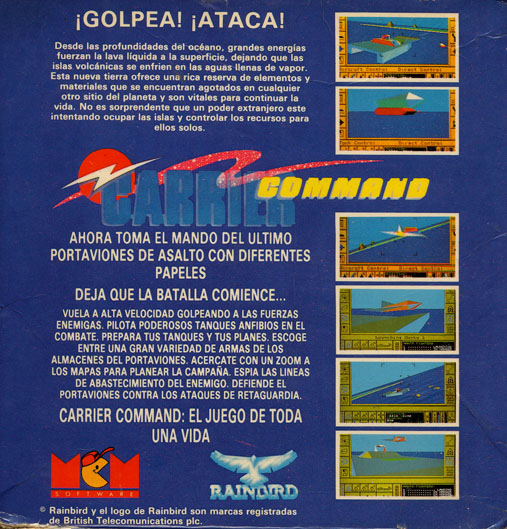 ¡GOLPEA! ¡ATACA!
Desde las profundidades del océano, grandes energías
fuerzan la lava líquida a la superficie, dejando que las
islas volcánicas se enfrien en las aguas llenas de vapor.
Esta nueva tierra ofrece una rica reserva de elementos y
materiales que se encuentran agotados en cualquier
otro sitio del planeta y son vitales para continuar la
vida. No es sorprendente que un poder extranjero este
intentando ocupar las islas y controlar los recursos para
ellos solos.
CARRIER COMMAND
AHORA TOMA EL MANDO DEL ULTIMO
PORTAVIONES DE ASALTO CON DIFERENTES
PAPELES
DEJA QUE LA BATALLA COMIENCE...
VUELA A ALTA VELOCIDAD GOLPEANDO A LAS FUERZAS
ENEMIGAS. PILOTA PODEROSOS TANQUES ANFIBIOS EN EL
COMBATE. PREPARA TUS TANQUES Y TUS PLANES. ESCOGE
ENTRE UNA GRAN VARIEDAD DE ARMAS DE LOS
ALMACENES DEL PORTAVIONES. ACERCATE CON UN ZOOM A
LOS MAPAS PARA PLANEAR LA CAMPAÑA. ESPIA LAS LINEAS
DE ABASTECIMIENTO DEL ENEMIGO. DEFIENDE EL
PORTAVIONES CONTRA LOS ATAQUES DE RETAGUARDIA.
CARRIER COMMAND: EL JUEGO DE TODA
UNA VIDA
MCM
SOFTWARE
RAINBIRD
© Rainbird y el logo de Rainbird son marcas registradas
de British Telecomunications plc.